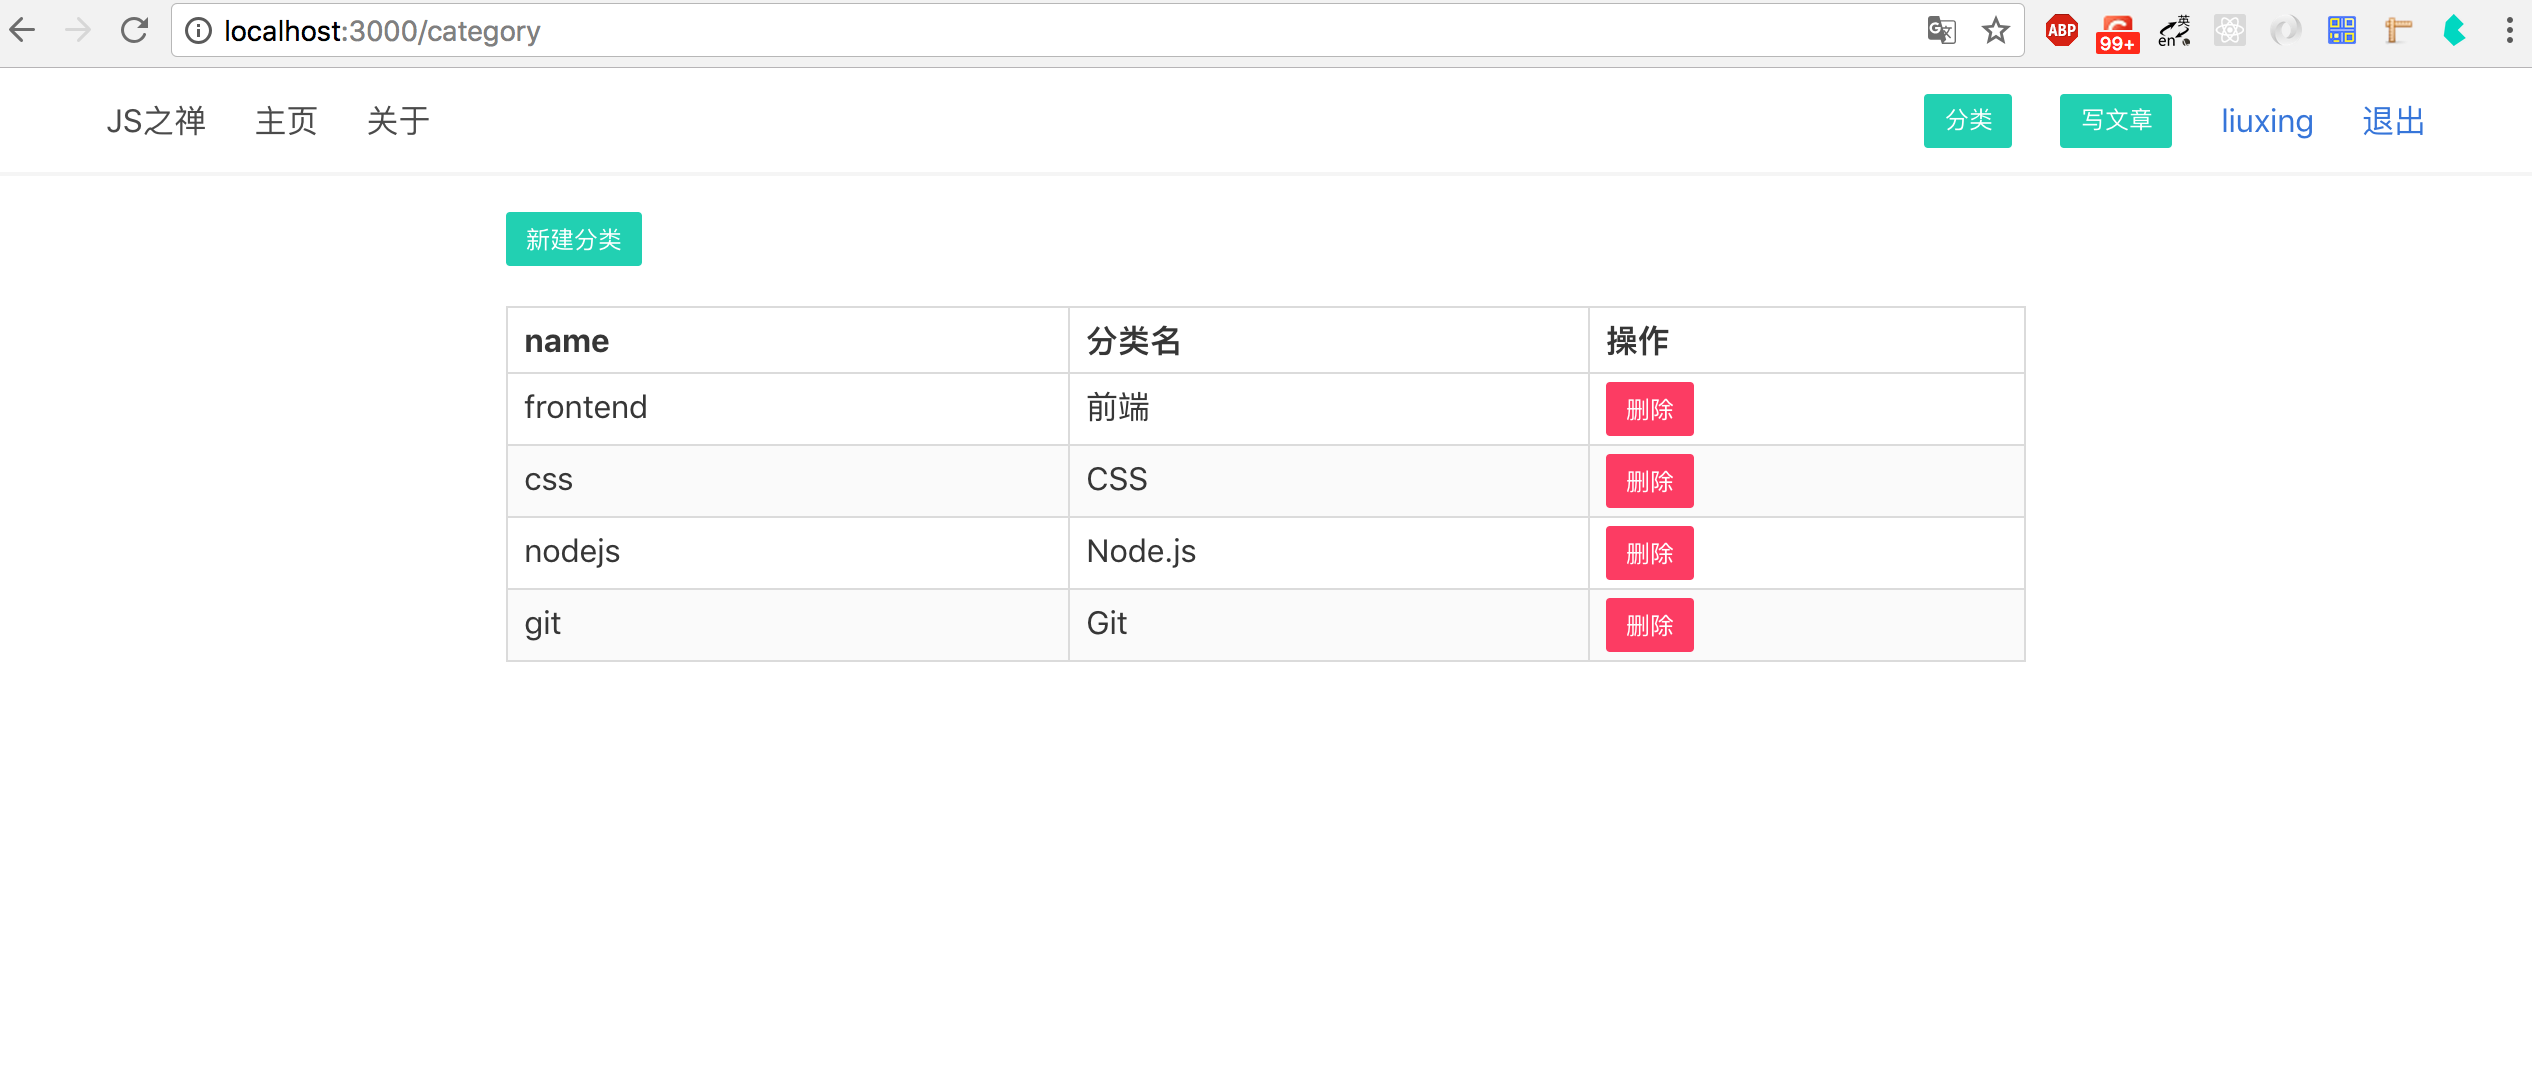 localhost:3000/category
ABP 99+ 英 en
JS之禅 主页 关于 分类 写文章 liuxing 退出
新建分类
name 分类名 操作
frontend 前端 删除
css CSS 删除
nodejs Node.js 删除
git Git 删除